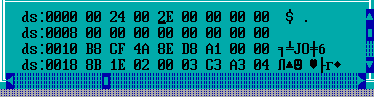 ds:0000 00 24 00 2E 00 00 00 00 $ .
ds:0008 00 00 00 00 00 00 00 00
ds:0010 B8 CF 4A 8E D8 A1 00 00 ╕╧JО╪б
ds:0018 8B 1E 02 00 03 C3 A3 04 Л▲☻ ♥├г♦